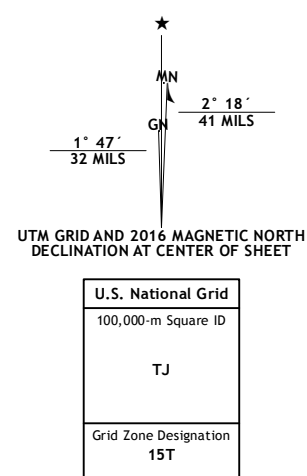 ★
MN
GN
2° 18´
41 MILS
1° 47´
32 MILS
UTM GRID AND 2016 MAGNETIC NORTH
DECLINATION AT CENTER OF SHEET
U.S. National Grid
100,000-m Square ID
TJ
Grid Zone Designation
15T